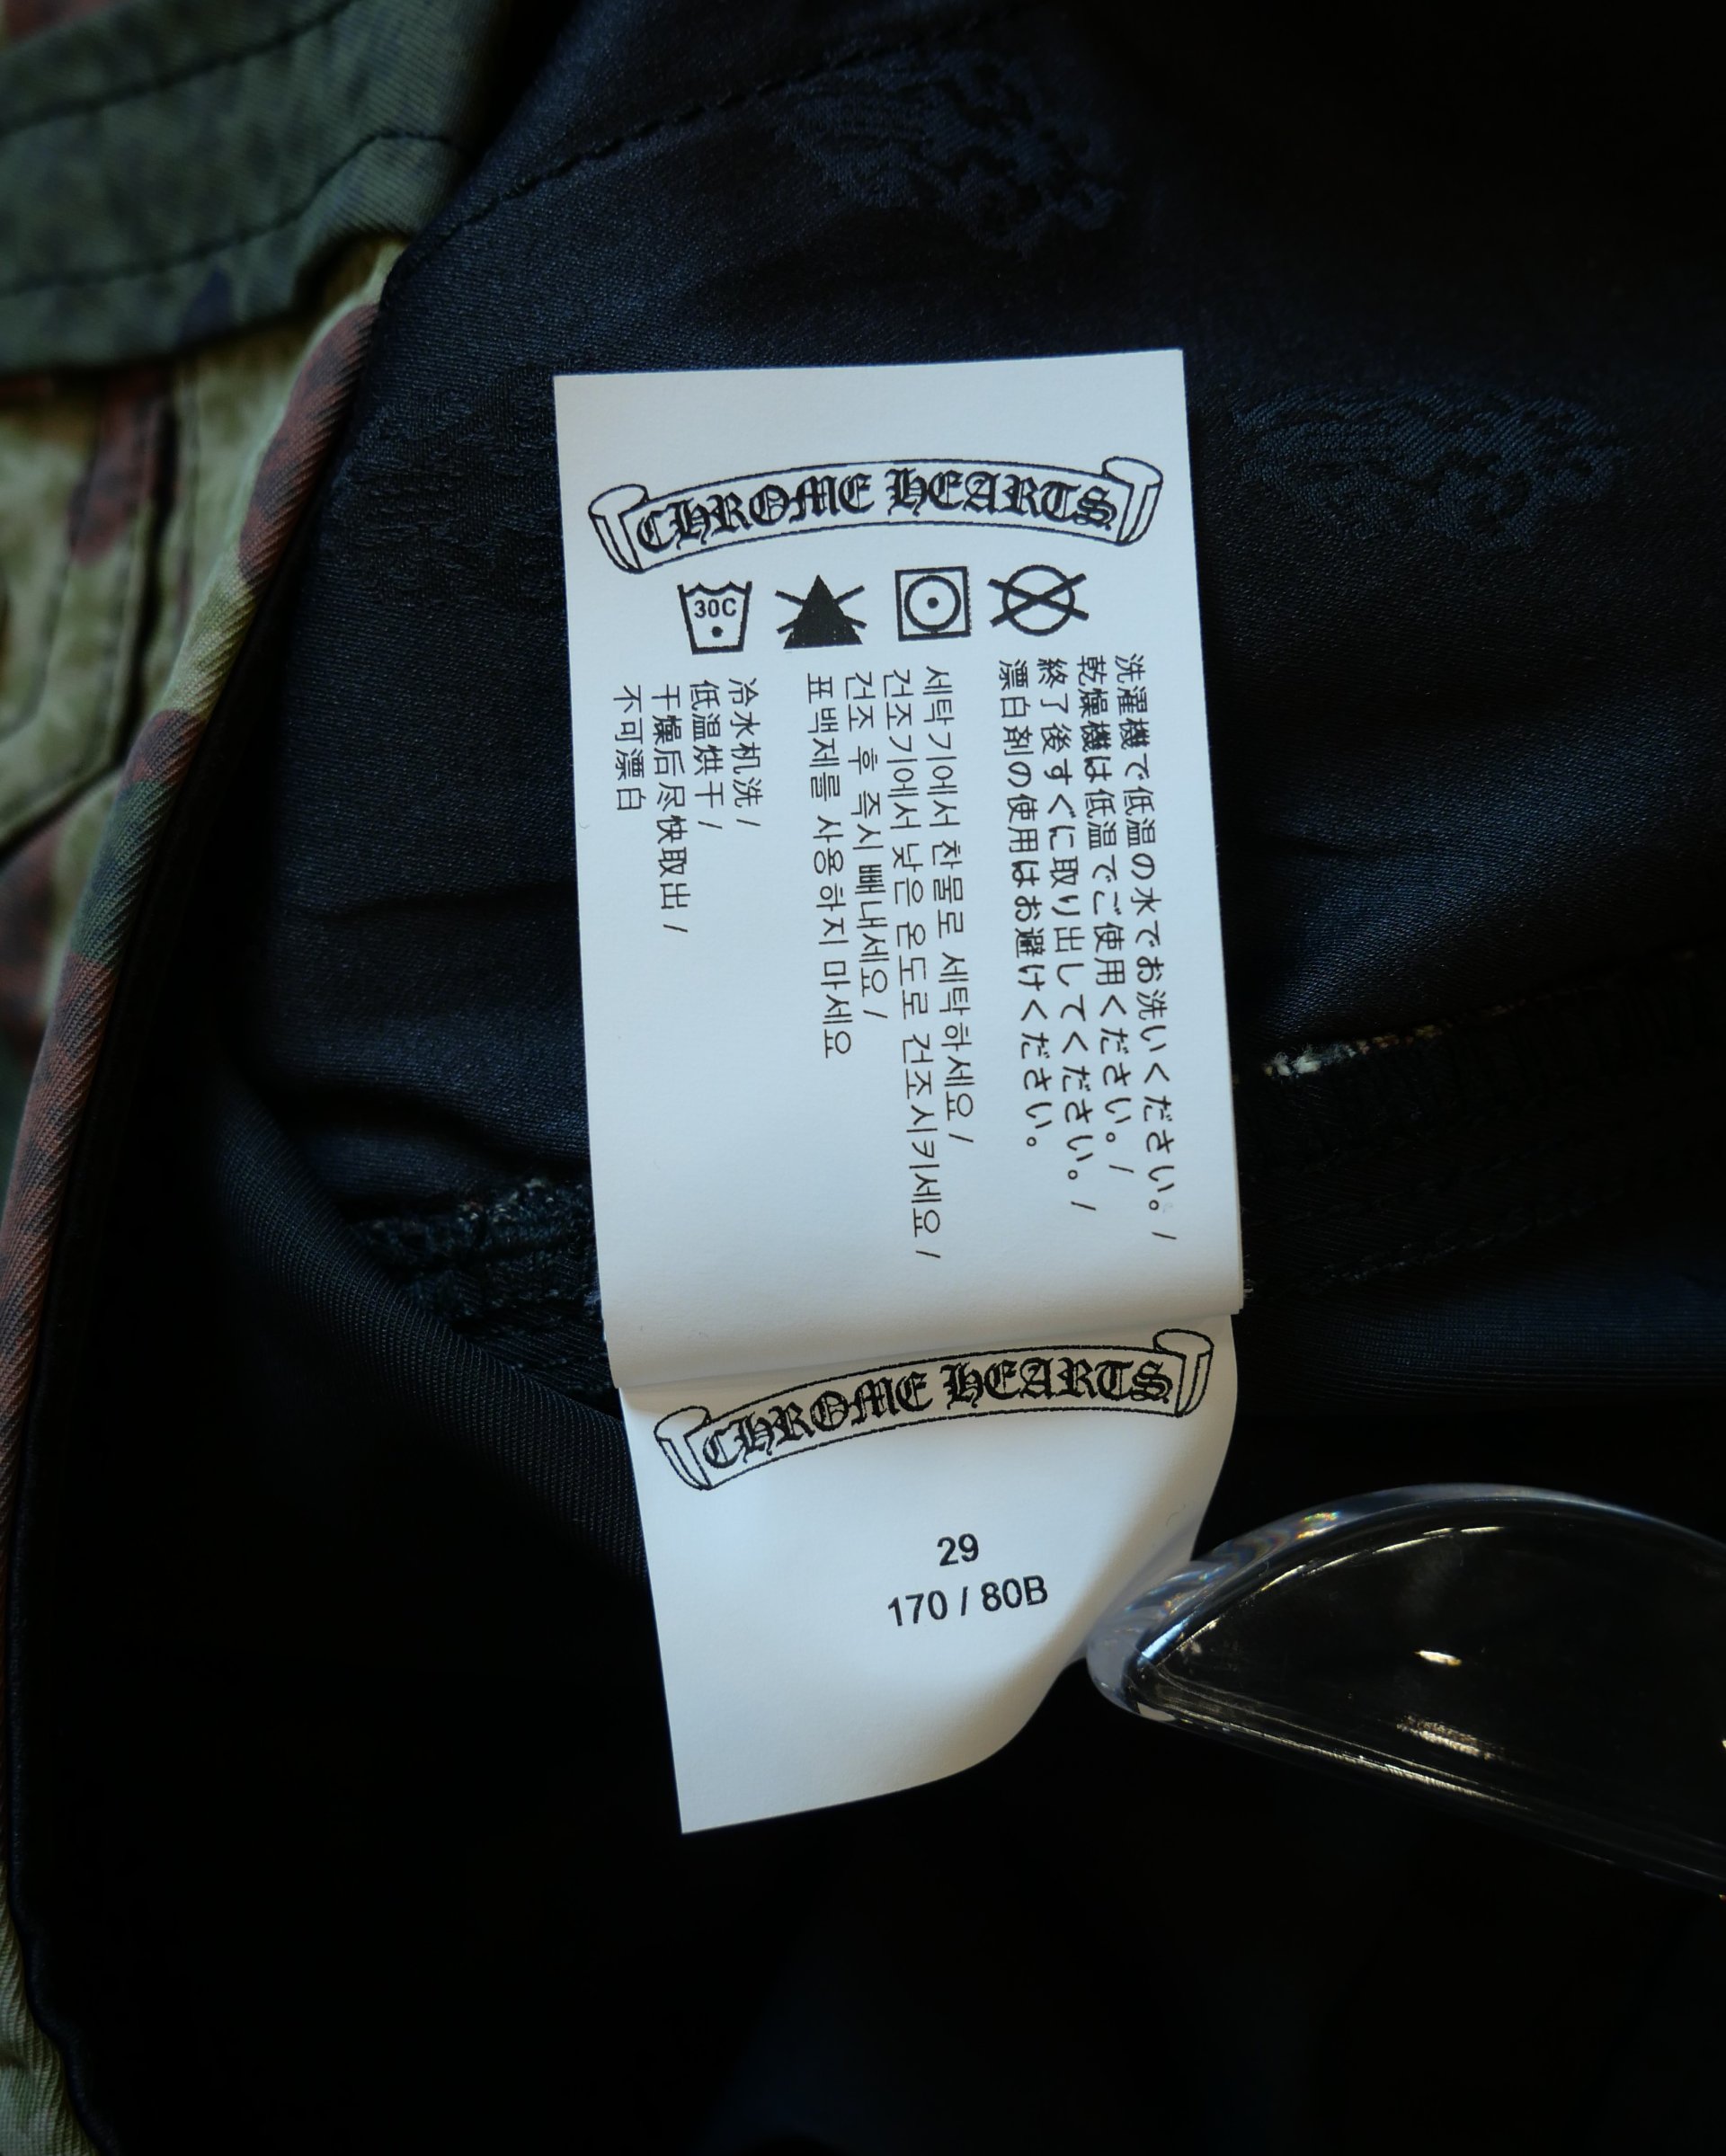 CHROME HEARTS
30C
洗濯機で低温の水でお洗いください。/
乾燥機は低温でご使用ください。/
終了後すぐに取り出してください。/
漂白剤の使用はお避けください。
세탁기에서 찬물로 세탁하세요/
건조기에서 낮은 온도로 건조시키세요/
건조 후 즉시 빼내세요/
표백제를 사용하지 마세요
冷水机洗/
低温烘干/
干燥后尽快取出/
不可漂白
CHROME HEARTS
29
170 / 80B